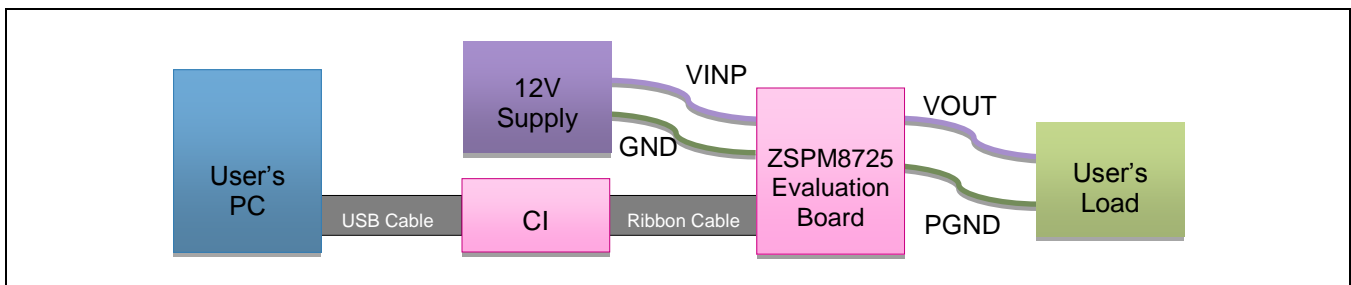 User's
PC
USB Cable
12V
Supply
CI
Ribbon Cable
VINP
GND
ZSPM8725
Evaluation
Board
VOUT
PGND
User's
Load